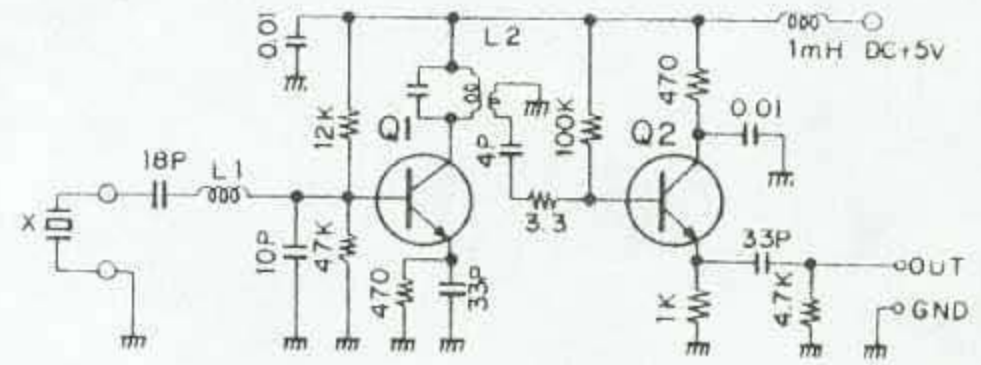 0.01
L2
1mH
DC+5V
12K
Q1
4P
100K
Q2
470
0.01
18P
L1
X
10P
47K
470
33P
3.3
33P
OUT
1K
4.7K
GND